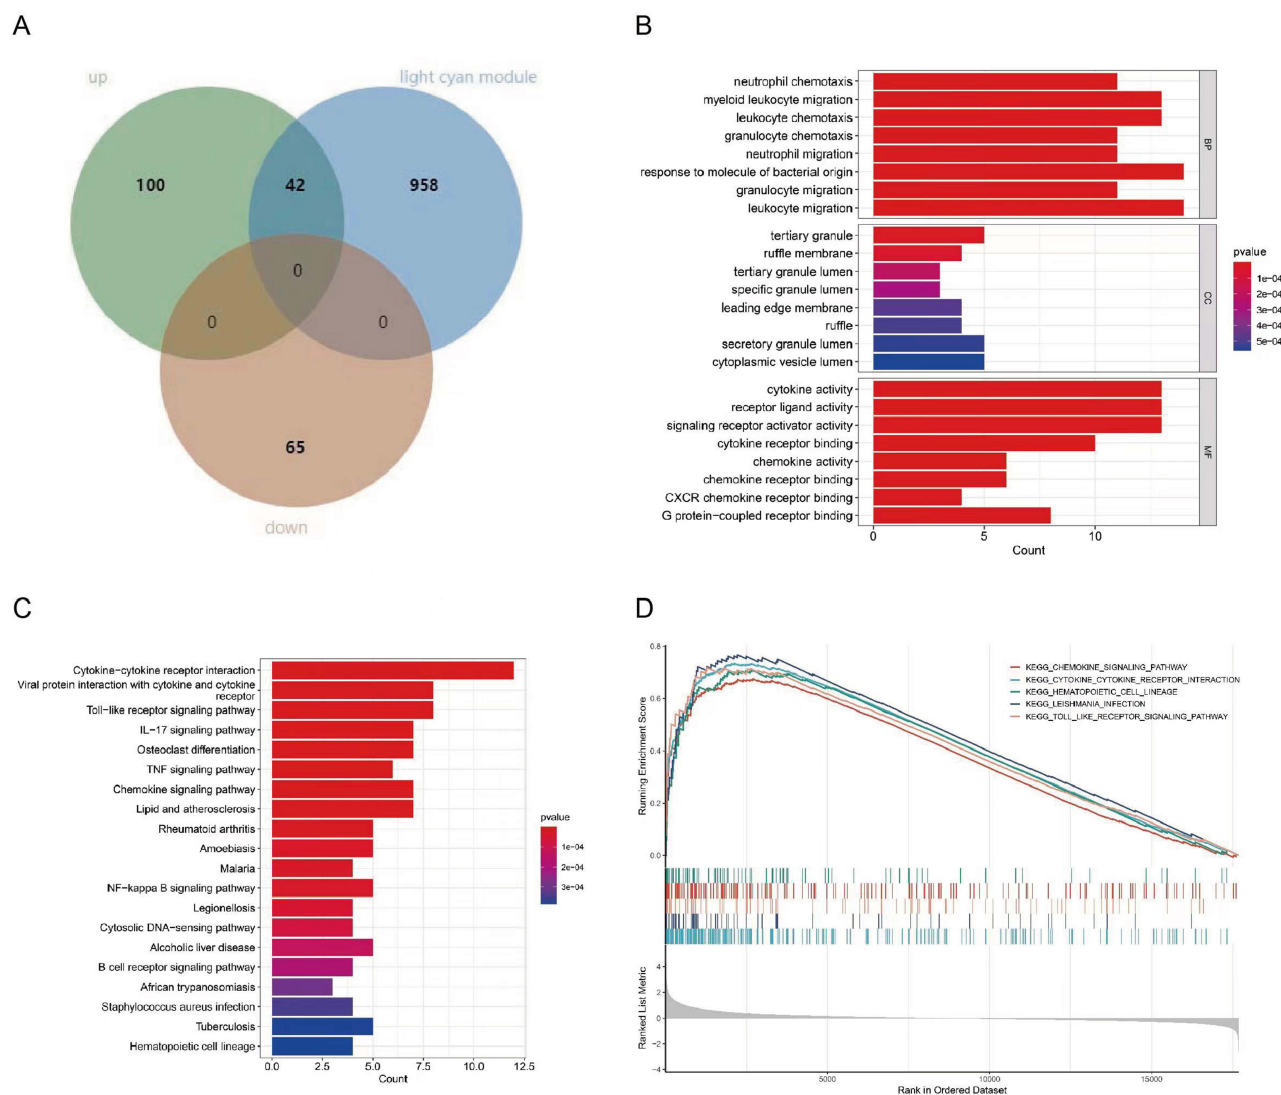 A
up
light cyan module
100
42
958
0
0
0
65
down
B
neutrophil chemotaxis
myeloid leukocyte migration
leukocyte chemotaxis
granulocyte chemotaxis
neutrophil migration
response to molecule of bacterial origin
granulocyte migration
leukocyte migration
BP
tertiary granule
ruffle membrane
tertiary granule lumen
specific granule lumen
leading edge membrane
ruffle
secretory granule lumen
cytoplasmic vesicle lumen
CC
cytokine activity
receptor ligand activity
signaling receptor activator activity
cytokine receptor binding
chemokine activity
chemokine receptor binding
CXCR chemokine receptor binding
G protein-coupled receptor binding
MF
0 5 10
Count
pvalue
1e-04
2e-04
3e-04
4e-04
5e-04
C
Cytokine-cytokine receptor interaction
Viral protein interaction with cytokine and cytokine
receptor
Toll-like receptor signaling pathway
IL-17 signaling pathway
Osteoclast differentiation
TNF signaling pathway
Chemokine signaling pathway
Lipid and atherosclerosis
Rheumatoid arthritis
Amoebiasis
Malaria
NF-kappa B signaling pathway
Legionellosis
Cytosolic DNA-sensing pathway
Alcoholic liver disease
B cell receptor signaling pathway
African trypanosomiasis
Staphylococcus aureus infection
Tuberculosis
Hematopoietic cell lineage
0.0 2.5 5.0 7.5 10.0 12.5
Count
pvalue
1e-04
2e-04
3e-04
D
Running Enrichment Score
0.8
0.6
0.4
0.2
0.0
KEGG_CHEMOKINE_SIGNALING_PATHWAY
KEGG_CYTOKINE_CYTOKINE_RECEPTOR_INTERACTION
KEGG_HEMATOPOIETIC_CELL_LINEAGE
KEGG_LEISHMANIA_INFECTION
KEGG_TOLL_LIKE_RECEPTOR_SIGNALING_PATHWAY
Ranked List Metric
4
2
0
-2
-4
5000 10000 15000
Rank in Ordered Dataset